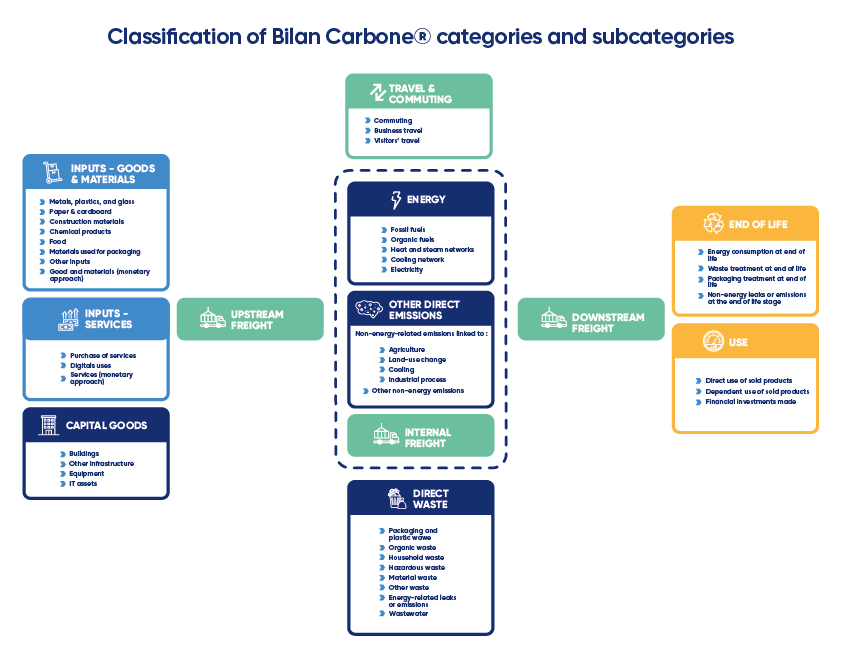 Classification of Bilan Carbone® categories and subcategories
TRAVEL &
COMMUTING
Commuting
Business travel
Visitors' travel
INPUTS - GOODS
& MATERIALS
Metals, plastics, and glass
Paper & cardboard
Construction materials
Chemical products
Food
Materials used for packaging
Other inputs
Good and materials (monetary
approach)
INPUTS -
SERVICES
Purchase of services
Digitals uses
Services (monetary
approach)
CAPITAL GOODS
Buildings
Other infrastructure
Equipment
IT assets
UPSTREAM
FREIGHT
ENERGY
Fossil fuels
Organic fuels
Heat and steam networks
Cooling network
Electricity
OTHER DIRECT
EMISSIONS
Non-energy-related emissions linked to :
Agriculture
Land-use change
Cooling
Industrial process
Other non-energy emissions
INTERNAL
FREIGHT
DIRECT
WASTE
Packaging and
plastic wawe
Organic waste
Household waste
Hazardous waste
Material waste
Other waste
Energy-related leaks
or emissions
Wastewater
DOWNSTREAM
FREIGHT
END OF LIFE
Energy consumption at end of
life
Waste treatment at end of life
Packaging treatment at end of
life
Non-energy leaks or emissions
at the end of life stage
USE
Direct use of sold products
Dependent use of sold products
Financial investments made